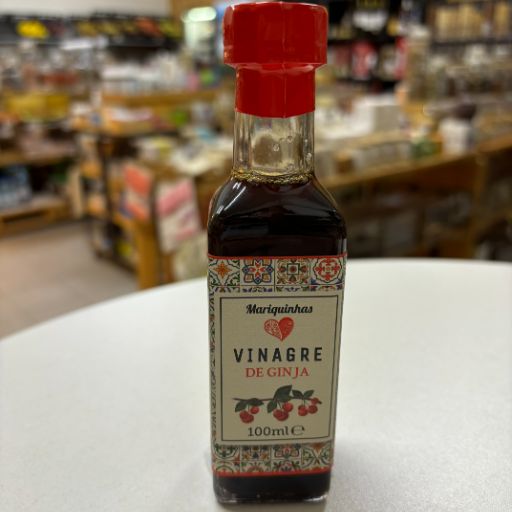 Mariquinhas
VINAGRE
DE GINJA
100ml ℮